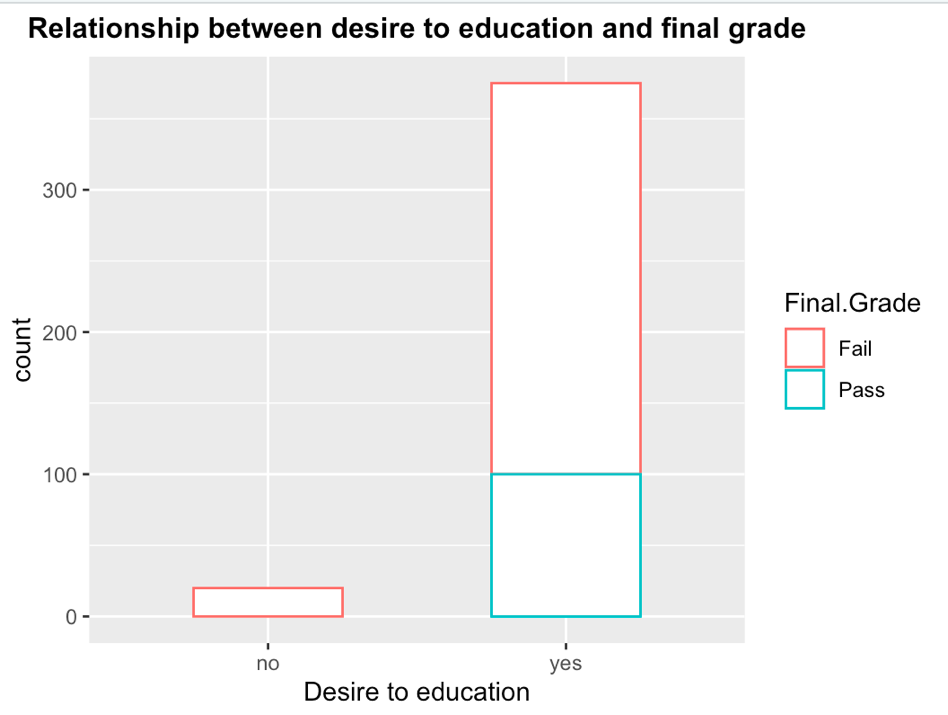 Relationship between desire to education and final grade
count
300
200
100
0
no
yes
Desire to education
Final.Grade
Fail
Pass